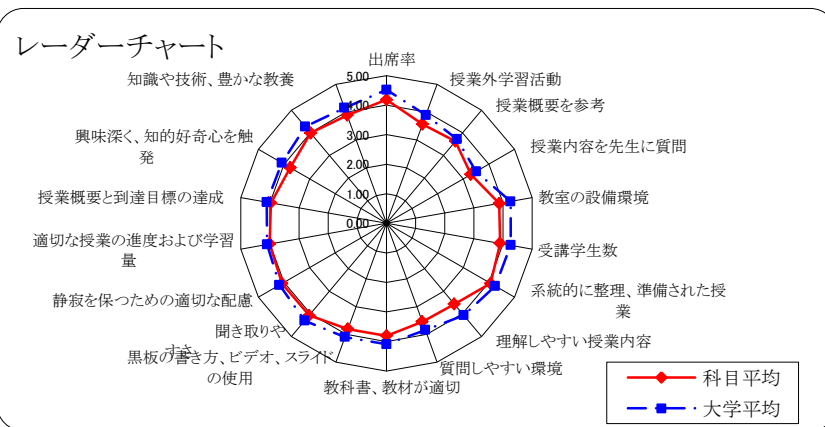 レーダーチャート
出席率
授業外学習活動
授業概要を参考
授業内容を先生に質問
教室の設備環境
受講学生数
系統的に整理、準備された授
業
理解しやすい授業内容
質問しやすい環境
教科書、教材が適切
黒板の書き方、ビデオ、スライド
の使用
聞き取りや
すさ
静寂を保つための適切な配慮
適切な授業の進度および学習
量
授業概要と到達目標の達成
興味深く、知的好奇心を触
発
知識や技術、豊かな教養
5.00
4.00
3.00
2.00
1.00
0.00
科目平均
大学平均